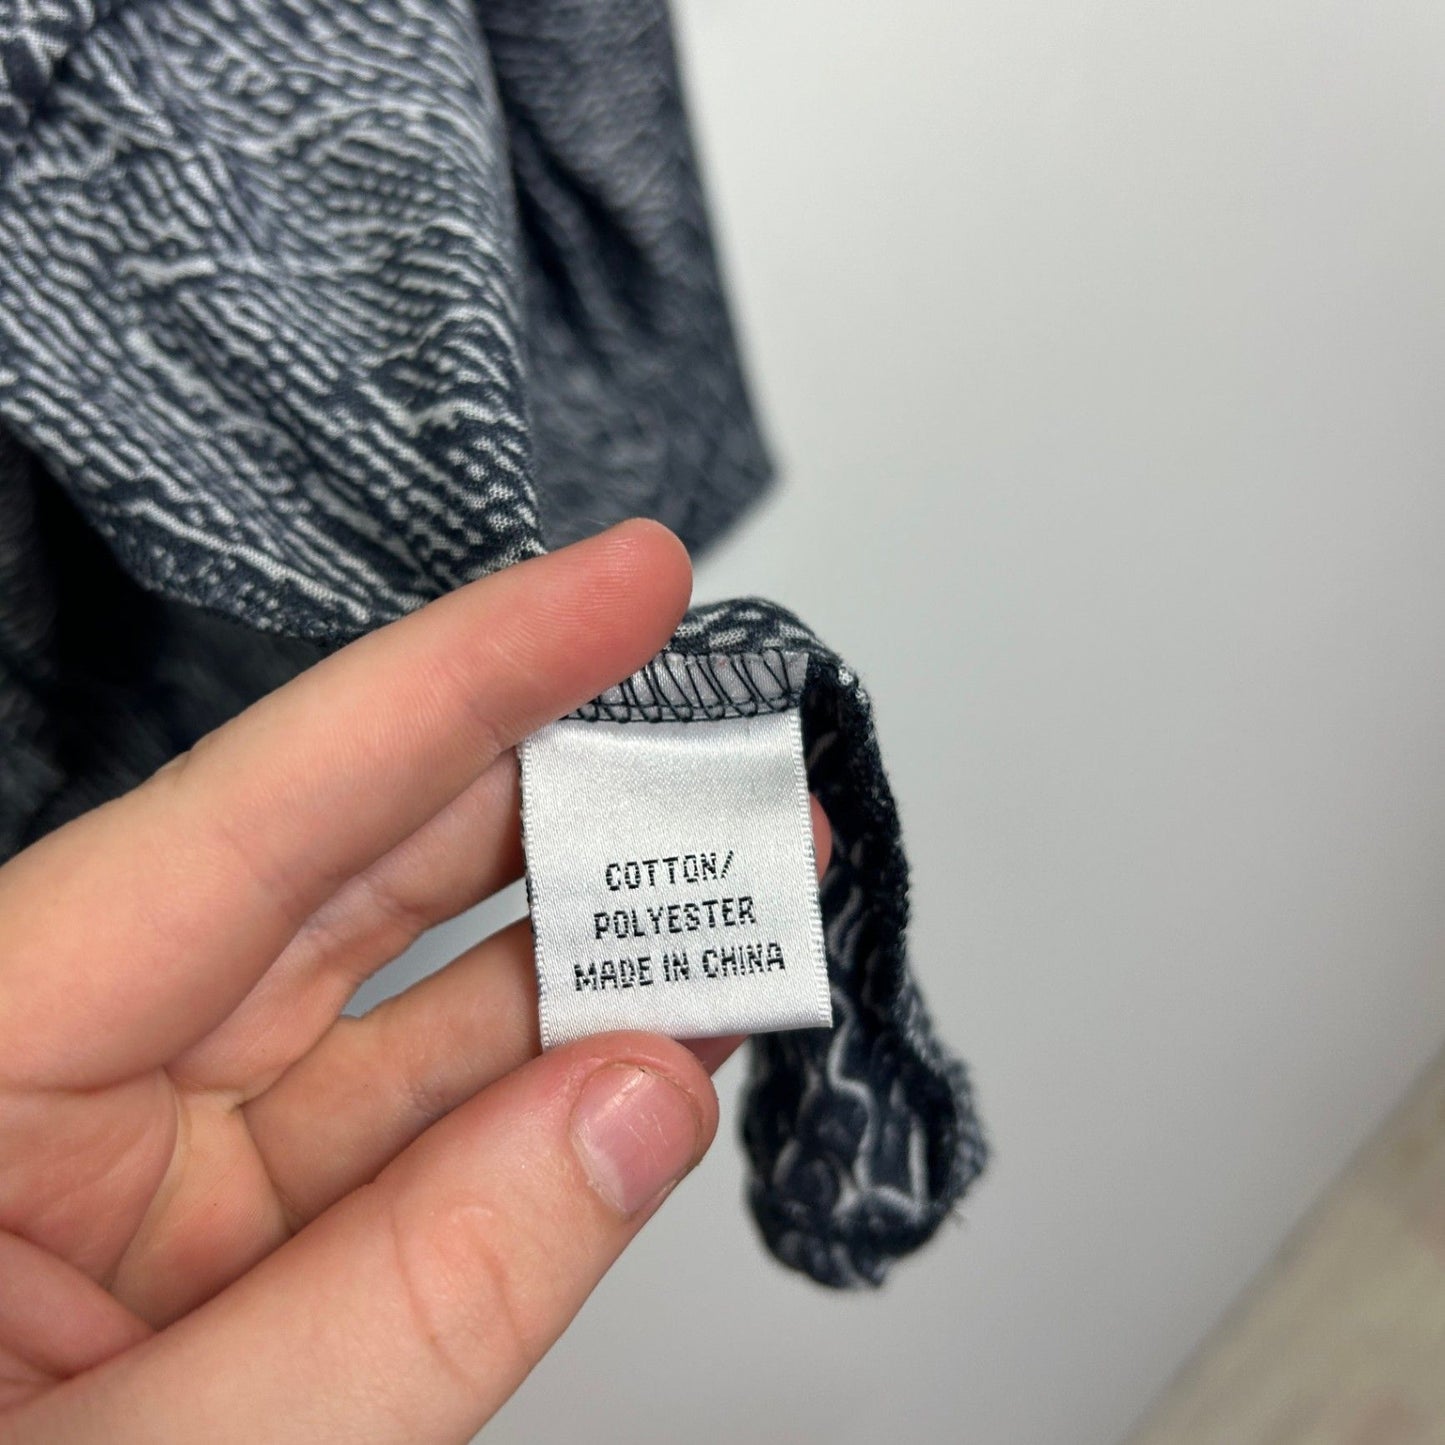 COTTON/
POLYESTER
MADE IN CHINA